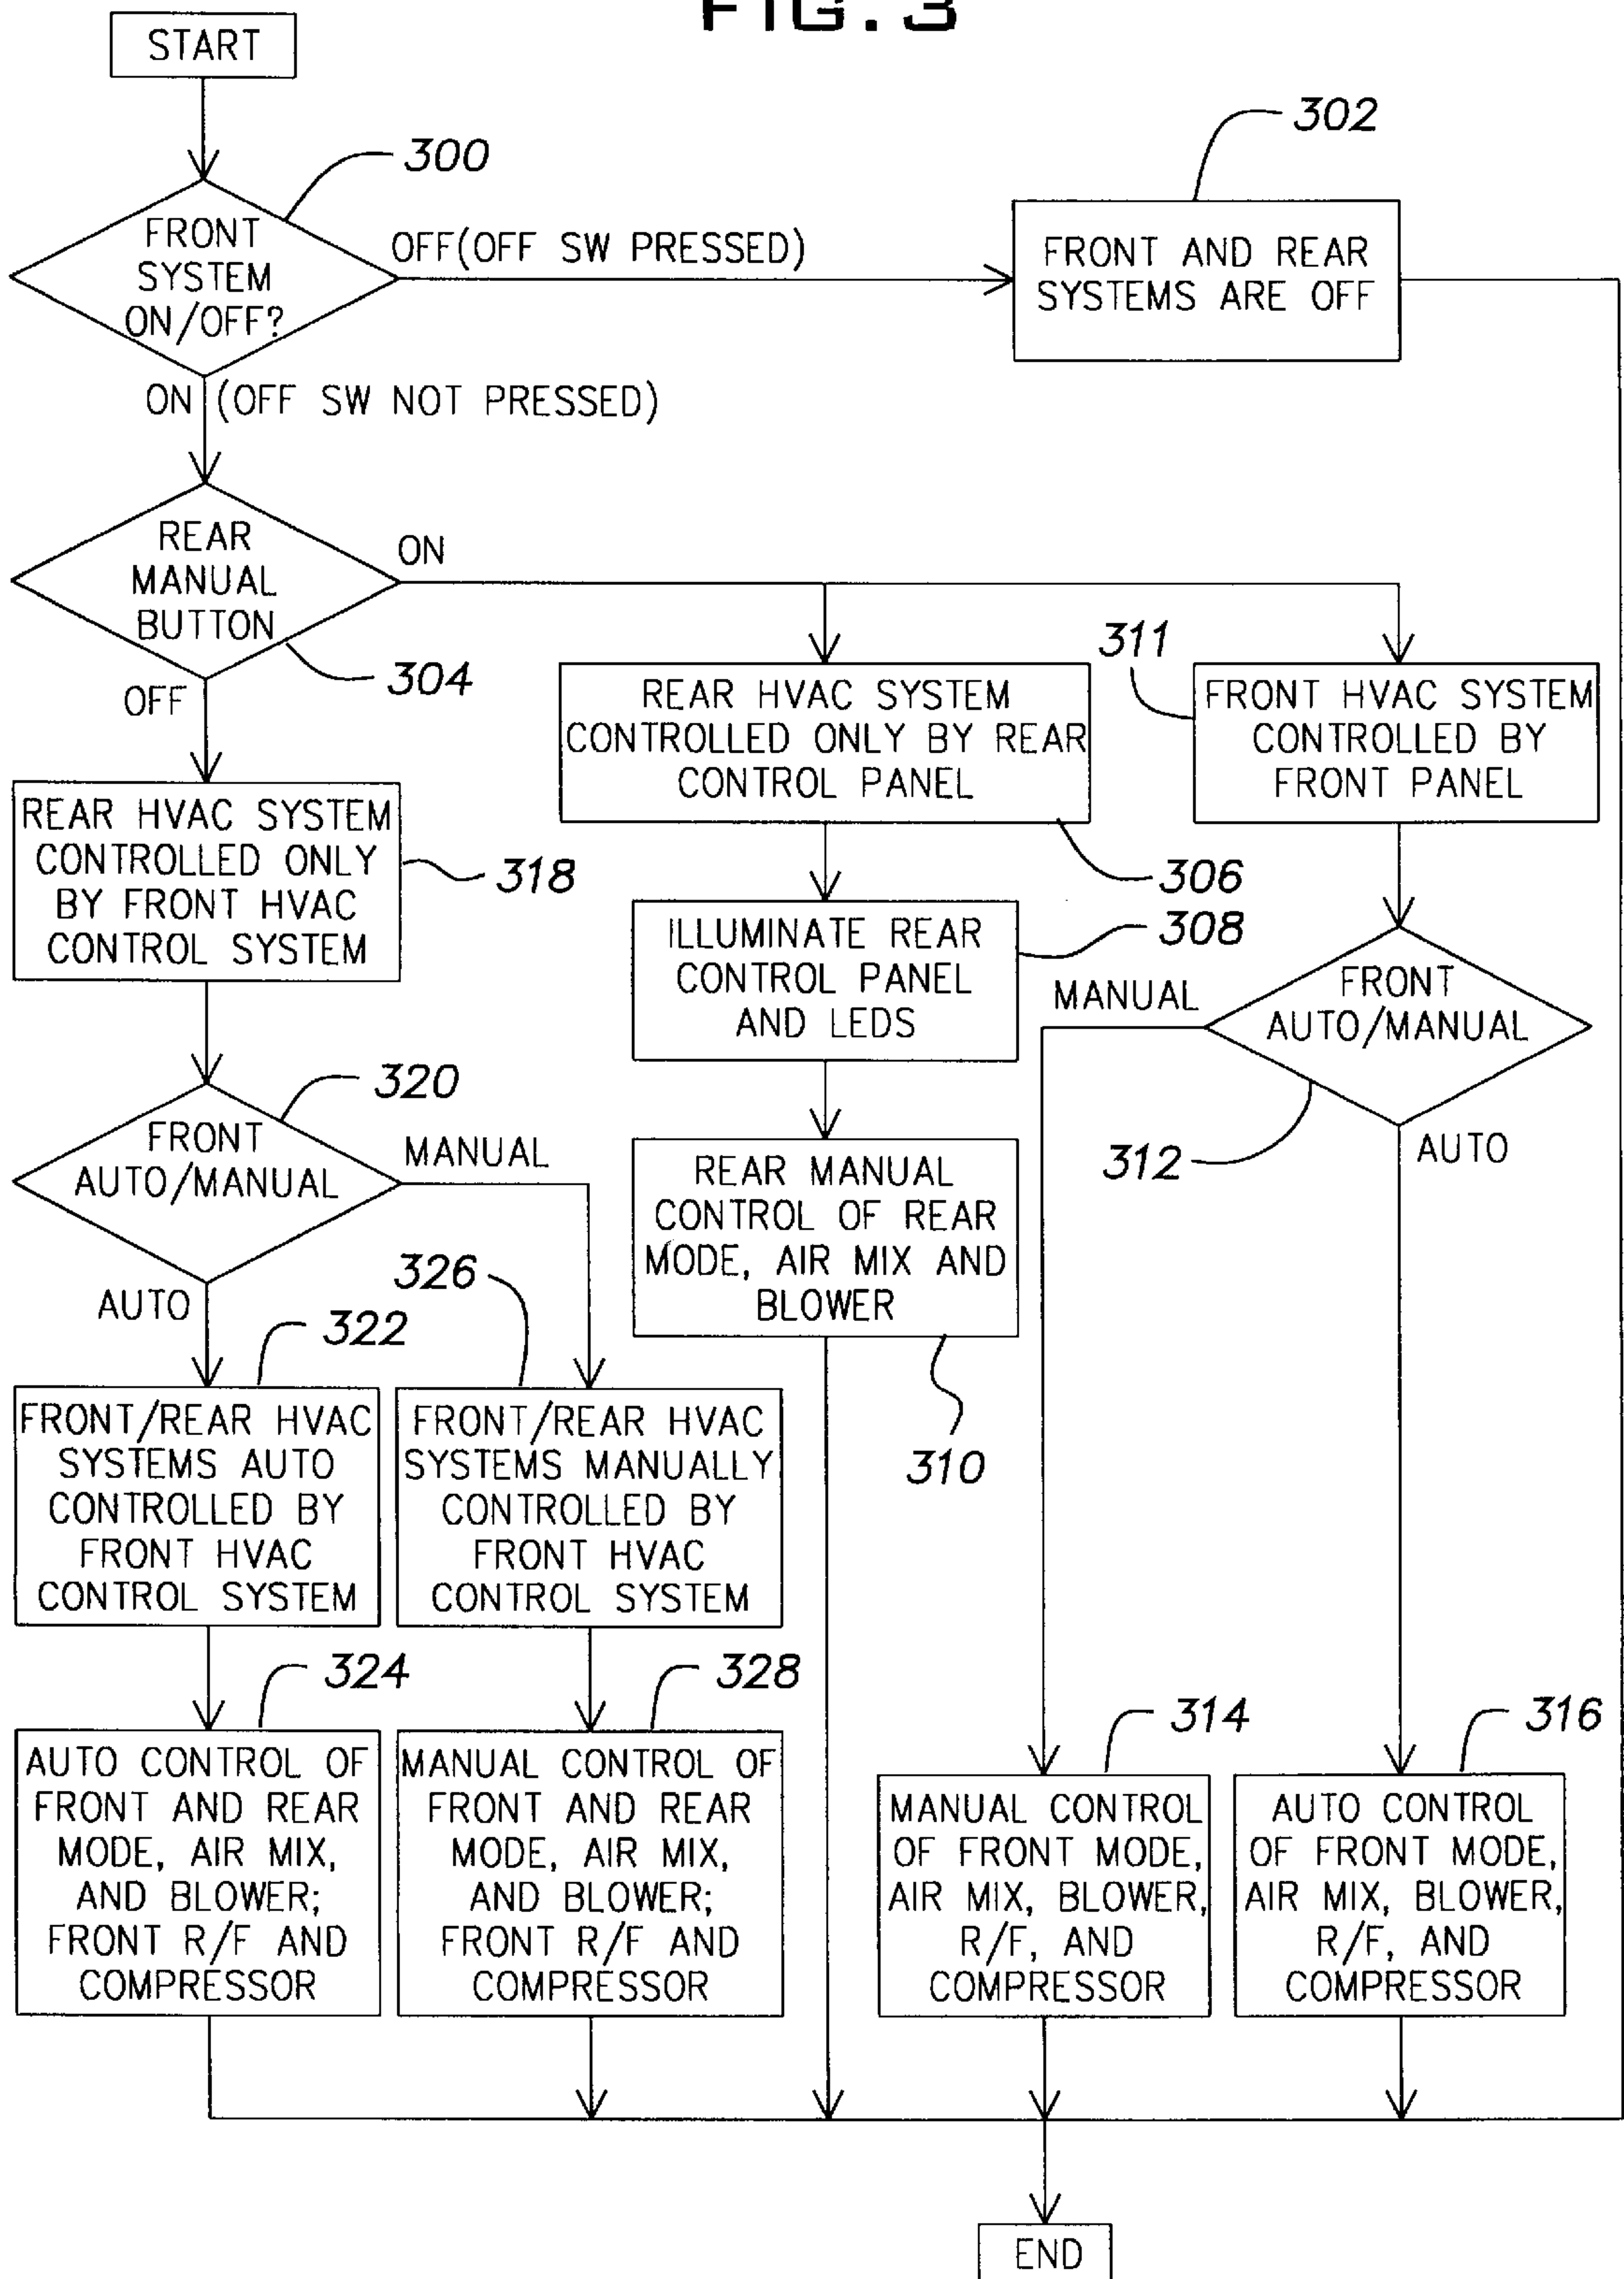 FIG. 3
START
300
302
FRONT
SYSTEM
ON/OFF?
OFF(OFF SW PRESSED)
FRONT AND REAR
SYSTEMS ARE OFF
ON (OFF SW NOT PRESSED)
REAR
MANUAL
BUTTON
ON
304
OFF
311
REAR HVAC SYSTEM
CONTROLLED ONLY BY REAR
CONTROL PANEL
FRONT HVAC SYSTEM
CONTROLLED BY
FRONT PANEL
REAR HVAC SYSTEM
CONTROLLED ONLY
BY FRONT HVAC
CONTROL SYSTEM
318
306
308
ILLUMINATE REAR
CONTROL PANEL
AND LEDS
MANUAL
FRONT
AUTO/MANUAL
312
AUTO
320
FRONT
AUTO/MANUAL
MANUAL
REAR MANUAL
CONTROL OF REAR
MODE, AIR MIX AND
BLOWER
310
AUTO
322
326
FRONT/REAR HVAC
SYSTEMS AUTO
CONTROLLED BY
FRONT HVAC
CONTROL SYSTEM
FRONT/REAR HVAC
SYSTEMS MANUALLY
CONTROLLED BY
FRONT HVAC
CONTROL SYSTEM
324
328
314
316
AUTO CONTROL OF
FRONT AND REAR
MODE, AIR MIX,
AND BLOWER;
FRONT R/F AND
COMPRESSOR
MANUAL CONTROL OF
FRONT AND REAR
MODE, AIR MIX,
AND BLOWER;
FRONT R/F AND
COMPRESSOR
MANUAL CONTROL
OF FRONT MODE,
AIR MIX, BLOWER,
R/F, AND
COMPRESSOR
AUTO CONTROL
OF FRONT MODE,
AIR MIX, BLOWER,
R/F, AND
COMPRESSOR
END